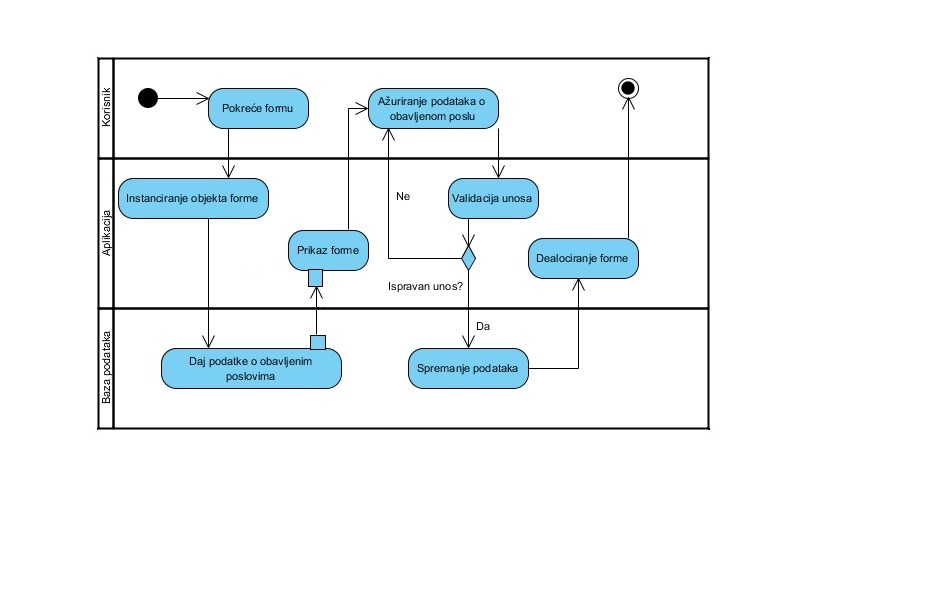 Korisnik
Pokreće formu
Ažuriranje podataka o
obavljenom poslu
Aplikacija
Instanciranje objekta forme
Ne
Validacija unosa
Prikaz forme
Dealociranje forme
Ispravan unos?
Da
Baza podataka
Daj podatke o obavljenim
poslovima
Spremanje podataka